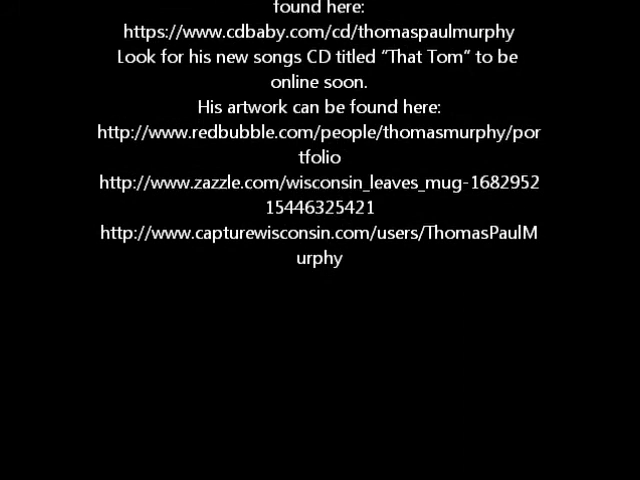 found here:
https://www.cdbaby.com/cd/thomaspaulmurphy
Look for his new songs CD titled “That Tom” to be
online soon.
His artwork can be found here:
http://www.redbubble.com/people/thomasmurphy/por
tfolio
http://www.zazzle.com/wisconsin_leaves_mug-1682952
15446325421
http://www.capturewisconsin.com/users/ThomasPaulM
urphy